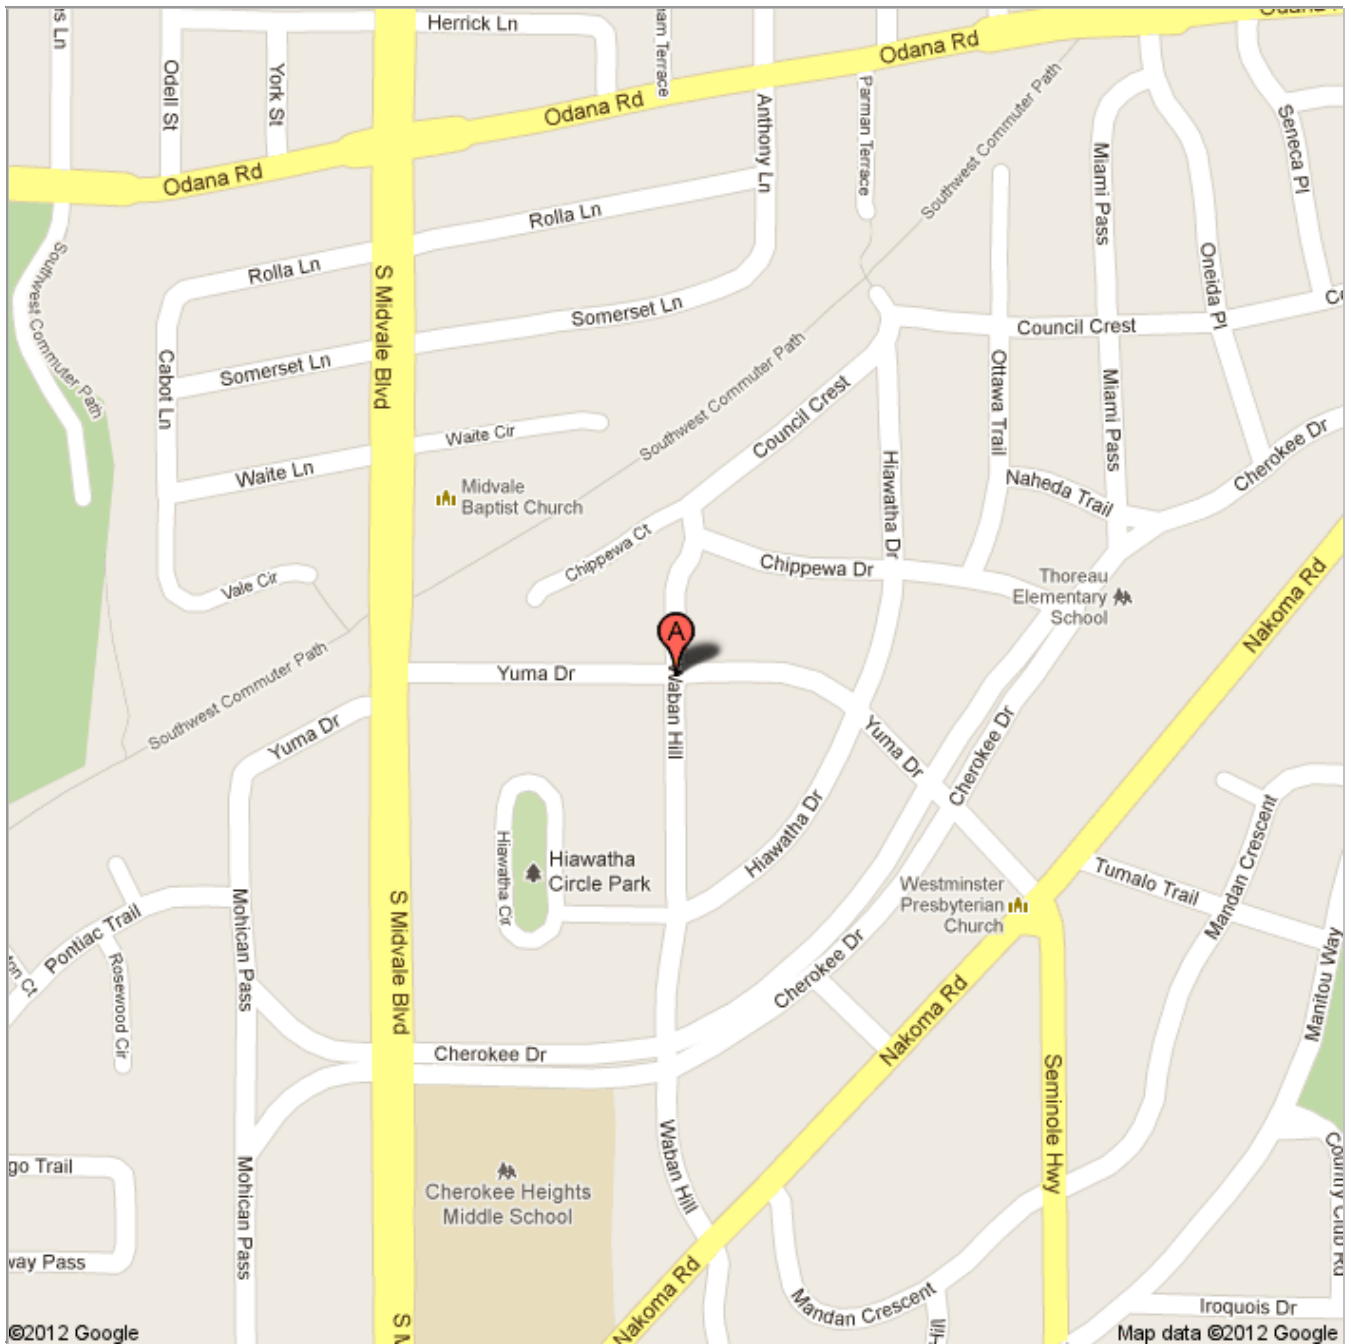 Herrick Ln
Odana Rd
Odell St
York St
Odana Rd
Anthony Ln
Parman Terrace
Southwest Commuter Path
Miami Pass
Seneca Pl
Odana Rd
Rolla Ln
Rolla Ln
S Midvale Blvd
Southwest Commuter Path
Oneida Pl
Somerset Ln
Council Crest
Somerset Ln
Cabot Ln
Southwest Commuter Path
Council Crest
Ottawa Trail
Miami Pass
Waite Cir
Waite Ln
Hiawatha Dr
Cherokee Dr
Naheda Trail
Midvale
Baptist Church
Chippewa Ct
Chippewa Dr
Vale Cir
Thoreau
Elementary
School
Nakoma Rd
A
Yuma Dr
Waban Hill
Southwest Commuter Path
Yuma Dr
Yuma Dr
Cherokee Dr
Hiawatha Dr
Hiawatha Cir
Hiawatha
Circle Park
Mandan Crescent
Tumalo Trail
Westminster
Presbyterian
Church
Pontiac Trail
Mohican Pass
S Midvale Blvd
Rosewood Cir
Cherokee Dr
Manitou Way
Nakoma Rd
Cherokee Dr
Seminole Hwy
Waban Hill
Country Club Rd
go Trail
Mohican Pass
Cherokee Heights
Middle School
way Pass
Nakoma Rd
Mandan Crescent
Iroquois Dr
©2012 Google
Map data ©2012 Google